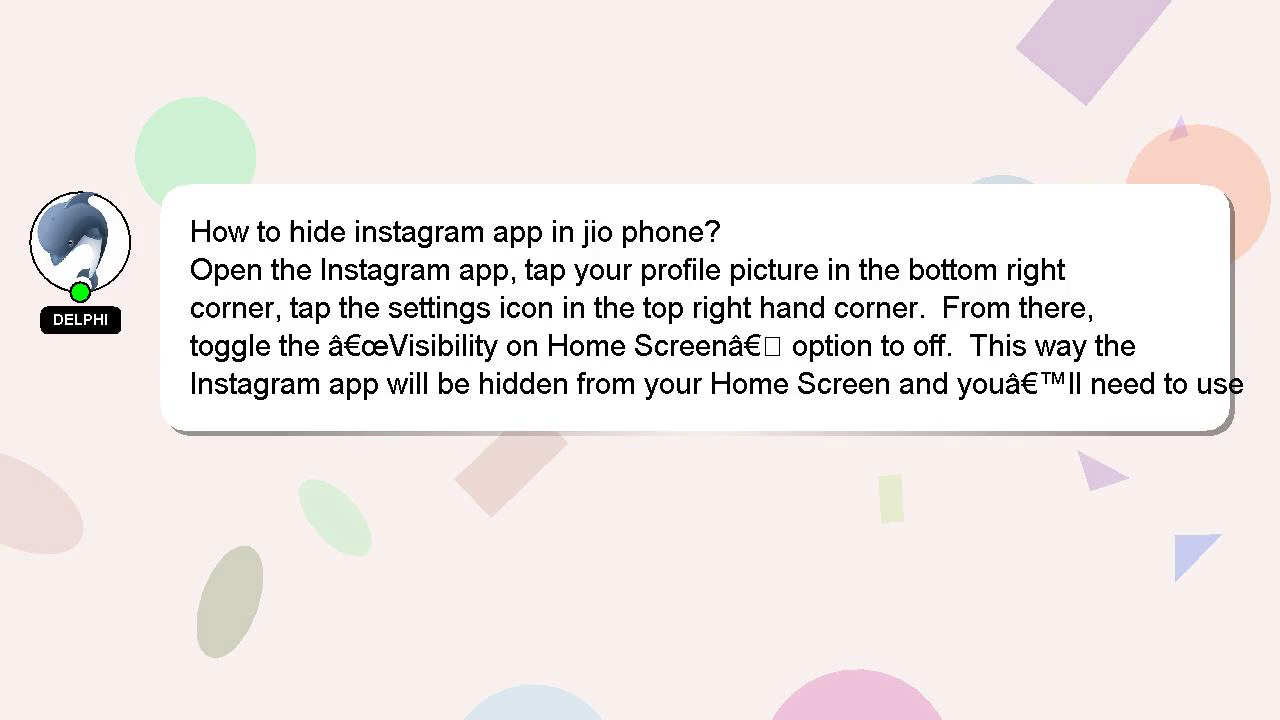 How to hide instagram app in jio phone?
Open the Instagram app, tap your profile picture in the bottom right
corner, tap the settings icon in the top right hand corner.  From there,
toggle the â€œVisibility on Home Screenâ€□ option to off.  This way the
Instagram app will be hidden from your Home Screen and youâ€™ll need to use
DELPHI